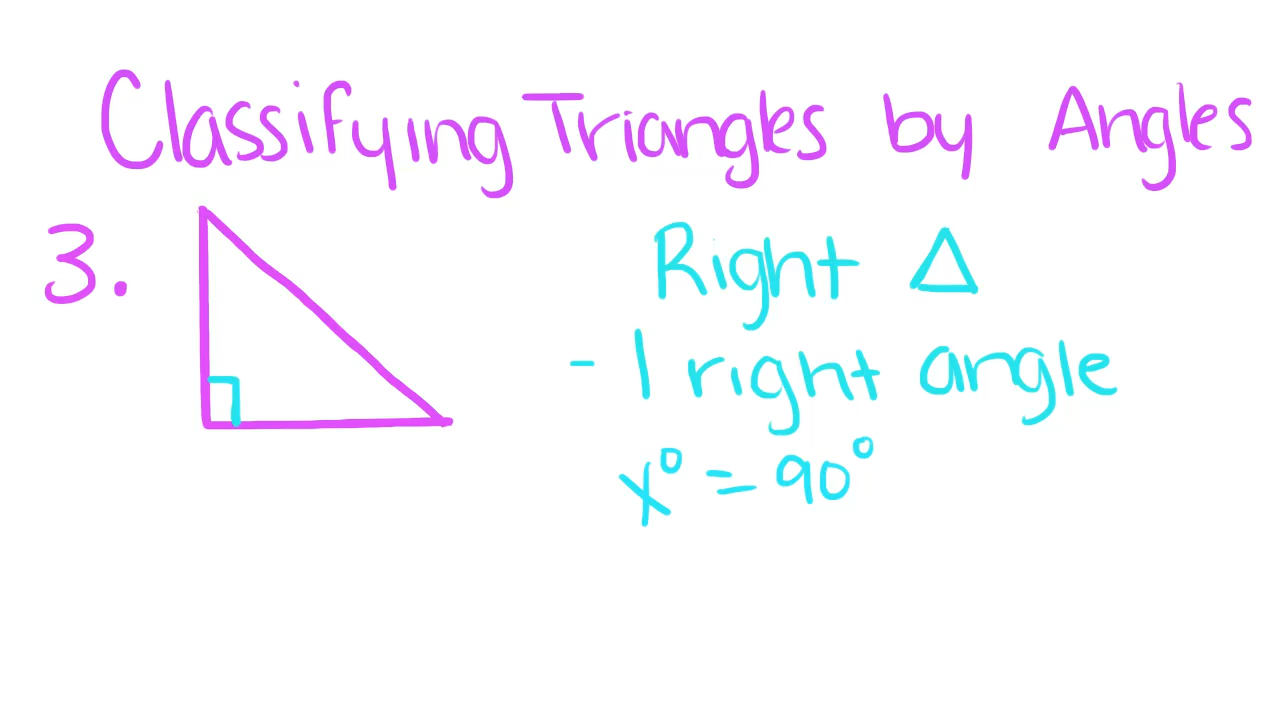 Classifying Triangles by Angles
3.
Right △
- 1 right angle
x° = 90°